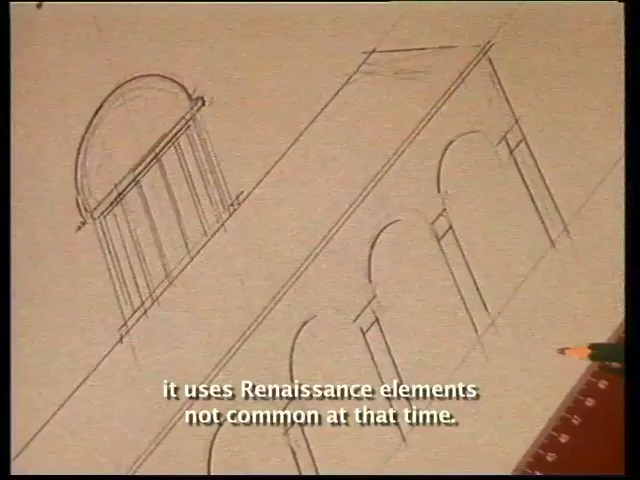 it uses Renaissance elements
not common at that time.